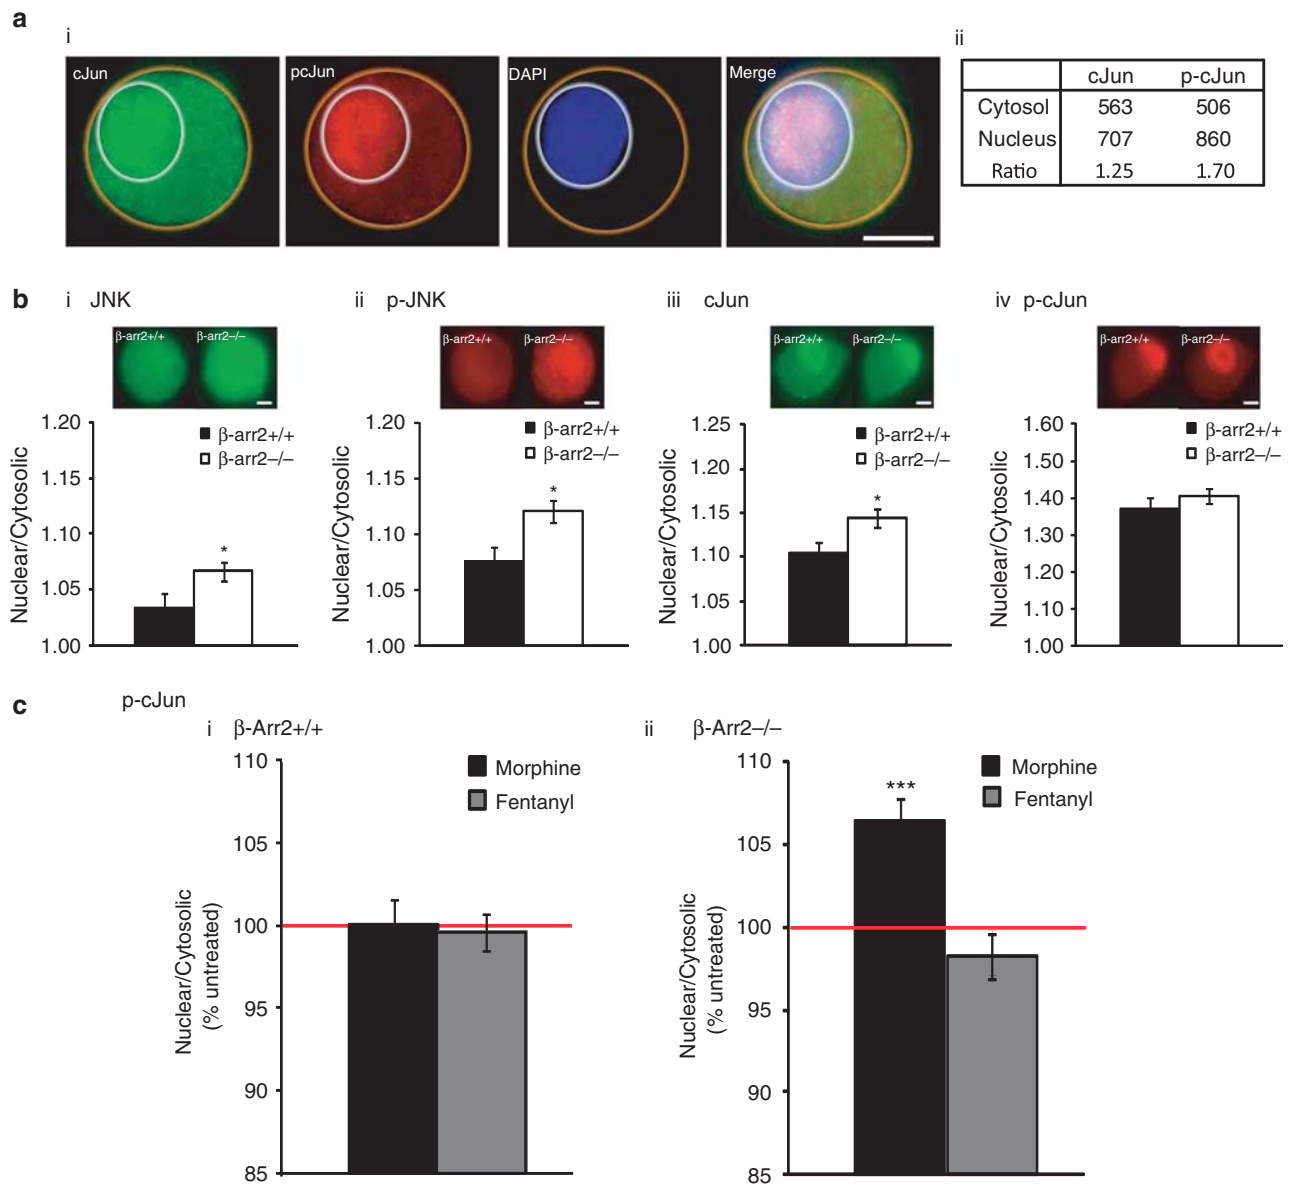 a
i
cJun
pcJun
DAPI
Merge
ii
cJun p-cJun
Cytosol 563 506
Nucleus 707 860
Ratio 1.25 1.70
b
i JNK
β-arr2+/+ β-arr2–/–
Nuclear/Cytosolic
1.20
1.15
1.10
1.05
1.00
β-arr2+/+
β-arr2–/–
*
ii p-JNK
β-arr2+/+ β-arr2–/–
Nuclear/Cytosolic
1.20
1.15
1.10
1.05
1.00
β-arr2+/+
β-arr2–/–
*
iii cJun
β-arr2+/+ β-arr2–/–
Nuclear/Cytosolic
1.25
1.20
1.15
1.10
1.05
1.00
β-arr2+/+
β-arr2–/–
*
iv p-cJun
β-arr2+/+ β-arr2–/–
Nuclear/Cytosolic
1.60
1.50
1.40
1.30
1.20
1.10
1.00
β-arr2+/+
β-arr2–/–
c
p-cJun
i β-Arr2+/+
Nuclear/Cytosolic
(% untreated)
110
105
100
95
90
85
Morphine
Fentanyl
ii β-Arr2–/–
Nuclear/Cytosolic
(% untreated)
110
105
100
95
90
85
Morphine
Fentanyl
***